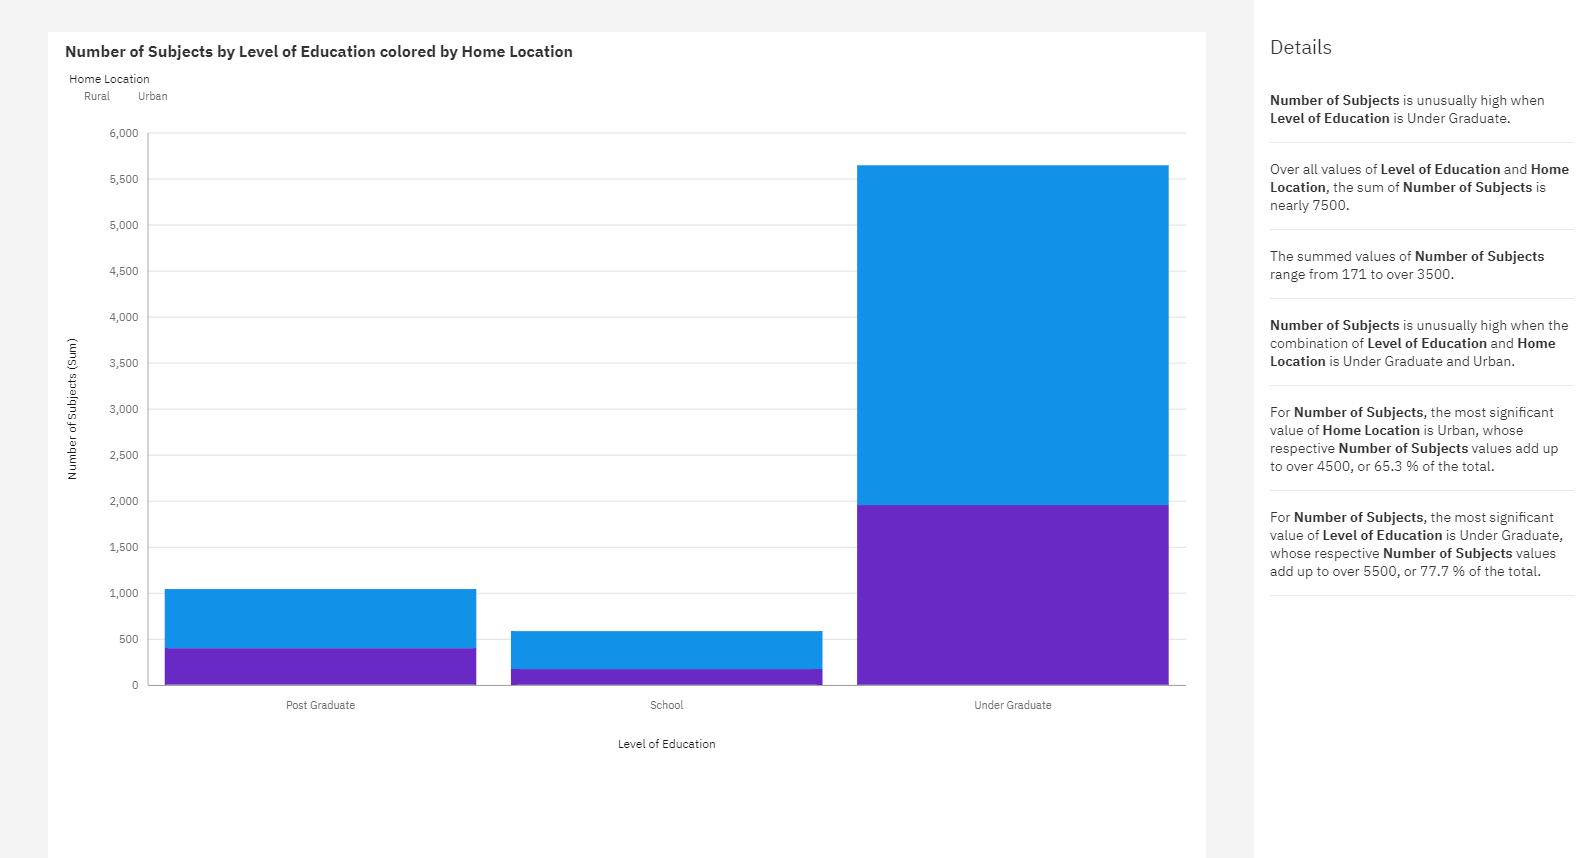 Number of Subjects by Level of Education colored by Home Location
Home Location
Rural Urban
6,000
5,500
5,000
4,500
4,000
3,500
3,000
2,500
2,000
1,500
1,000
500
0
Number of Subjects (Sum)
Post Graduate School Under Graduate
Level of Education
Details
Number of Subjects is unusually high when
Level of Education is Under Graduate.
Over all values of Level of Education and Home
Location, the sum of Number of Subjects is
nearly 7500.
The summed values of Number of Subjects
range from 171 to over 3500.
Number of Subjects is unusually high when the
combination of Level of Education and Home
Location is Under Graduate and Urban.
For Number of Subjects, the most significant
value of Home Location is Urban, whose
respective Number of Subjects values add up
to over 4500, or 65.3 % of the total.
For Number of Subjects, the most significant
value of Level of Education is Under Graduate,
whose respective Number of Subjects values
add up to over 5500, or 77.7 % of the total.